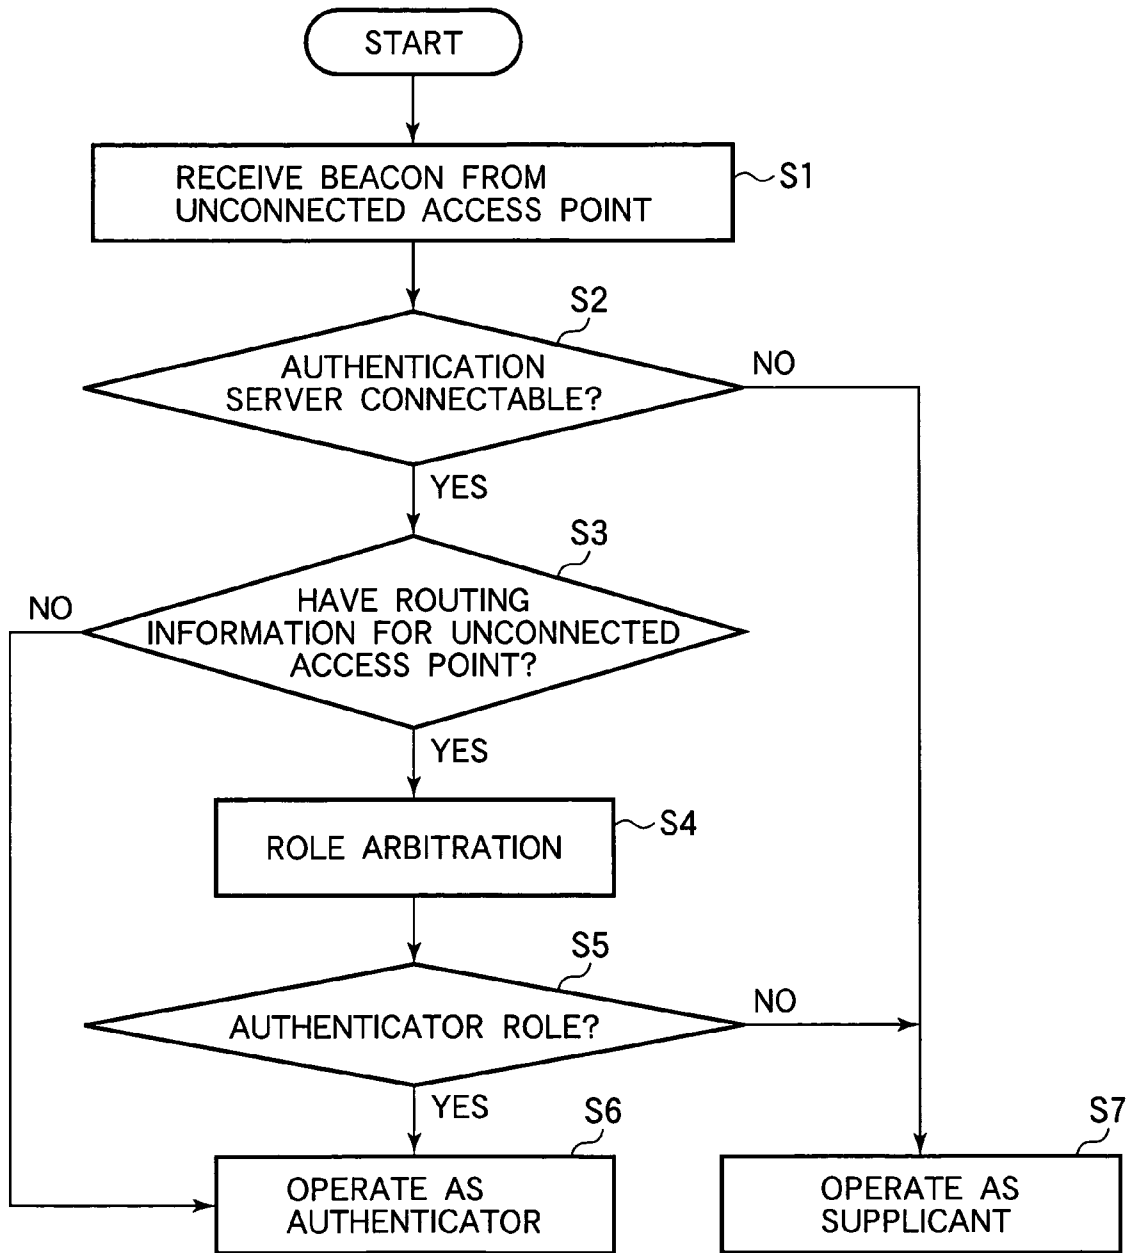 START
RECEIVE BEACON FROM
UNCONNECTED ACCESS POINT
S1
S2
AUTHENTICATION
SERVER CONNECTABLE?
NO
YES
S3
HAVE ROUTING
INFORMATION FOR UNCONNECTED
ACCESS POINT?
NO
YES
ROLE ARBITRATION
S4
S5
AUTHENTICATOR ROLE?
NO
YES
S6
OPERATE AS
AUTHENTICATOR
S7
OPERATE AS
SUPPLICANT